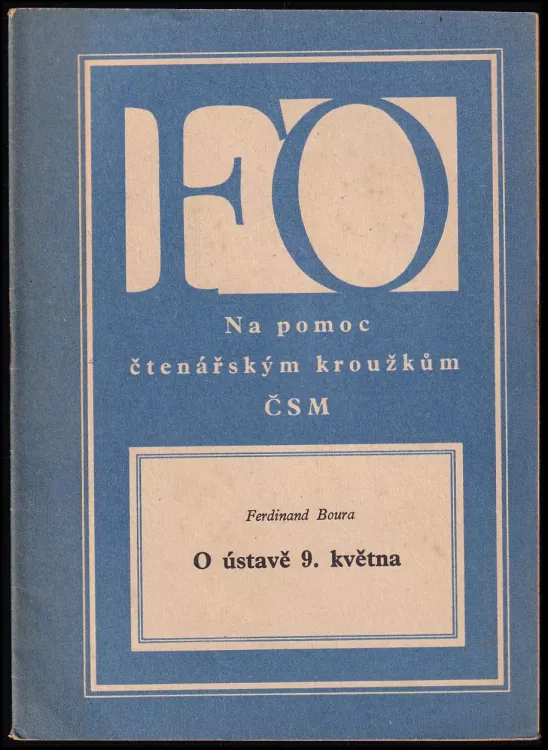 FO
Na pomoc
čtenářským kroužkům
ČSM
Ferdinand Boura
O ústavě 9. května